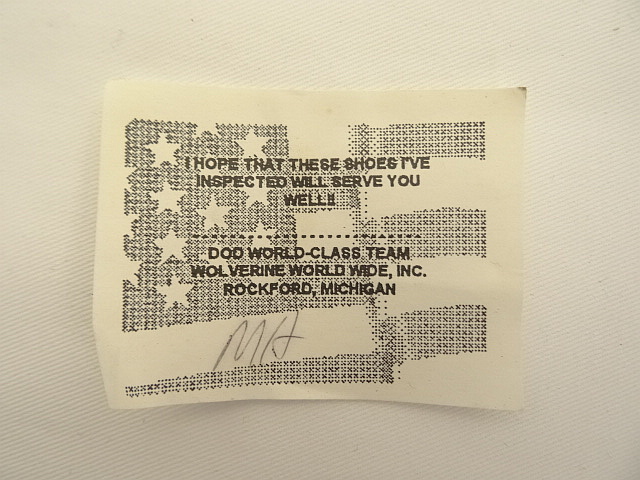 I HOPE THAT THESE SHOES I'VE
INSPECTED WILL SERVE YOU
WELL!!
DOD WORLD-CLASS TEAM
WOLVERINE WORLD WIDE, INC.
ROCKFORD, MICHIGAN
MA